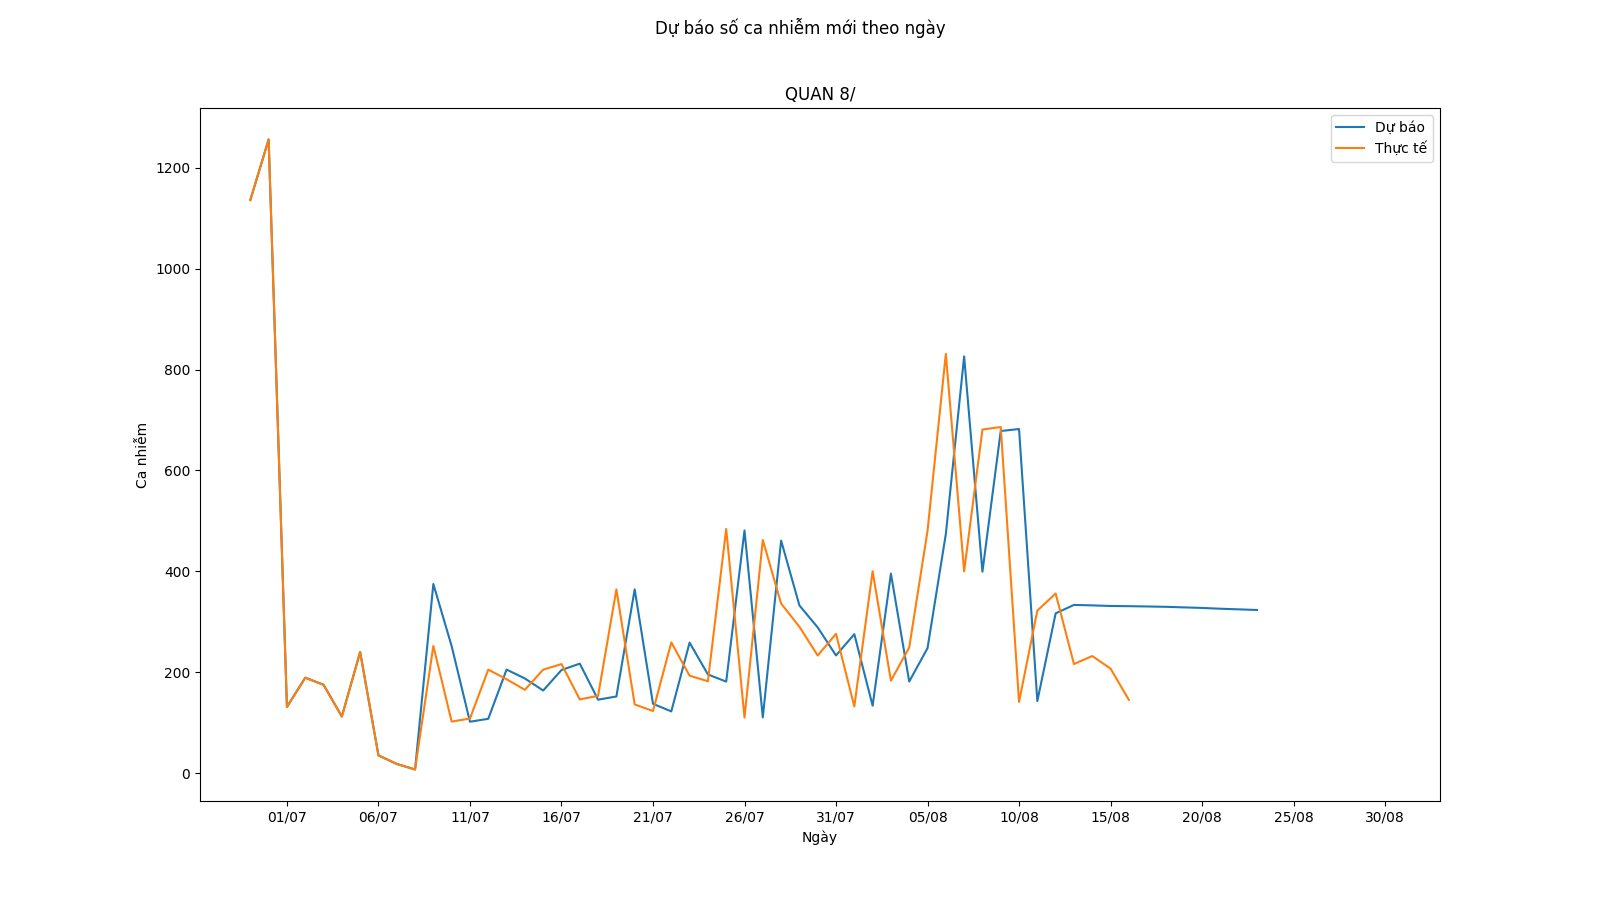 Dự báo số ca nhiễm mới theo ngày
QUAN 8/
Dự báo
Thực tế
1200
1000
800
600
400
200
0
Ca nhiễm
01/07 06/07 11/07 16/07 21/07 26/07 31/07 05/08 10/08 15/08 20/08 25/08 30/08
Ngày